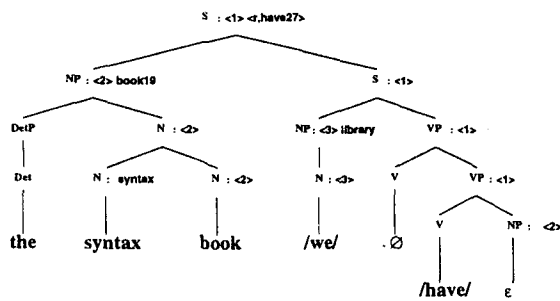 S : <1> <r,have27>
NP : <2> book19 S : <1>
DetP N : <2> NP : <3> library VP : <1>
Det N : syntax N : <2> N : <3> V VP : <1>
the syntax book /we/ ∅ V NP : <2>
/have/ ε